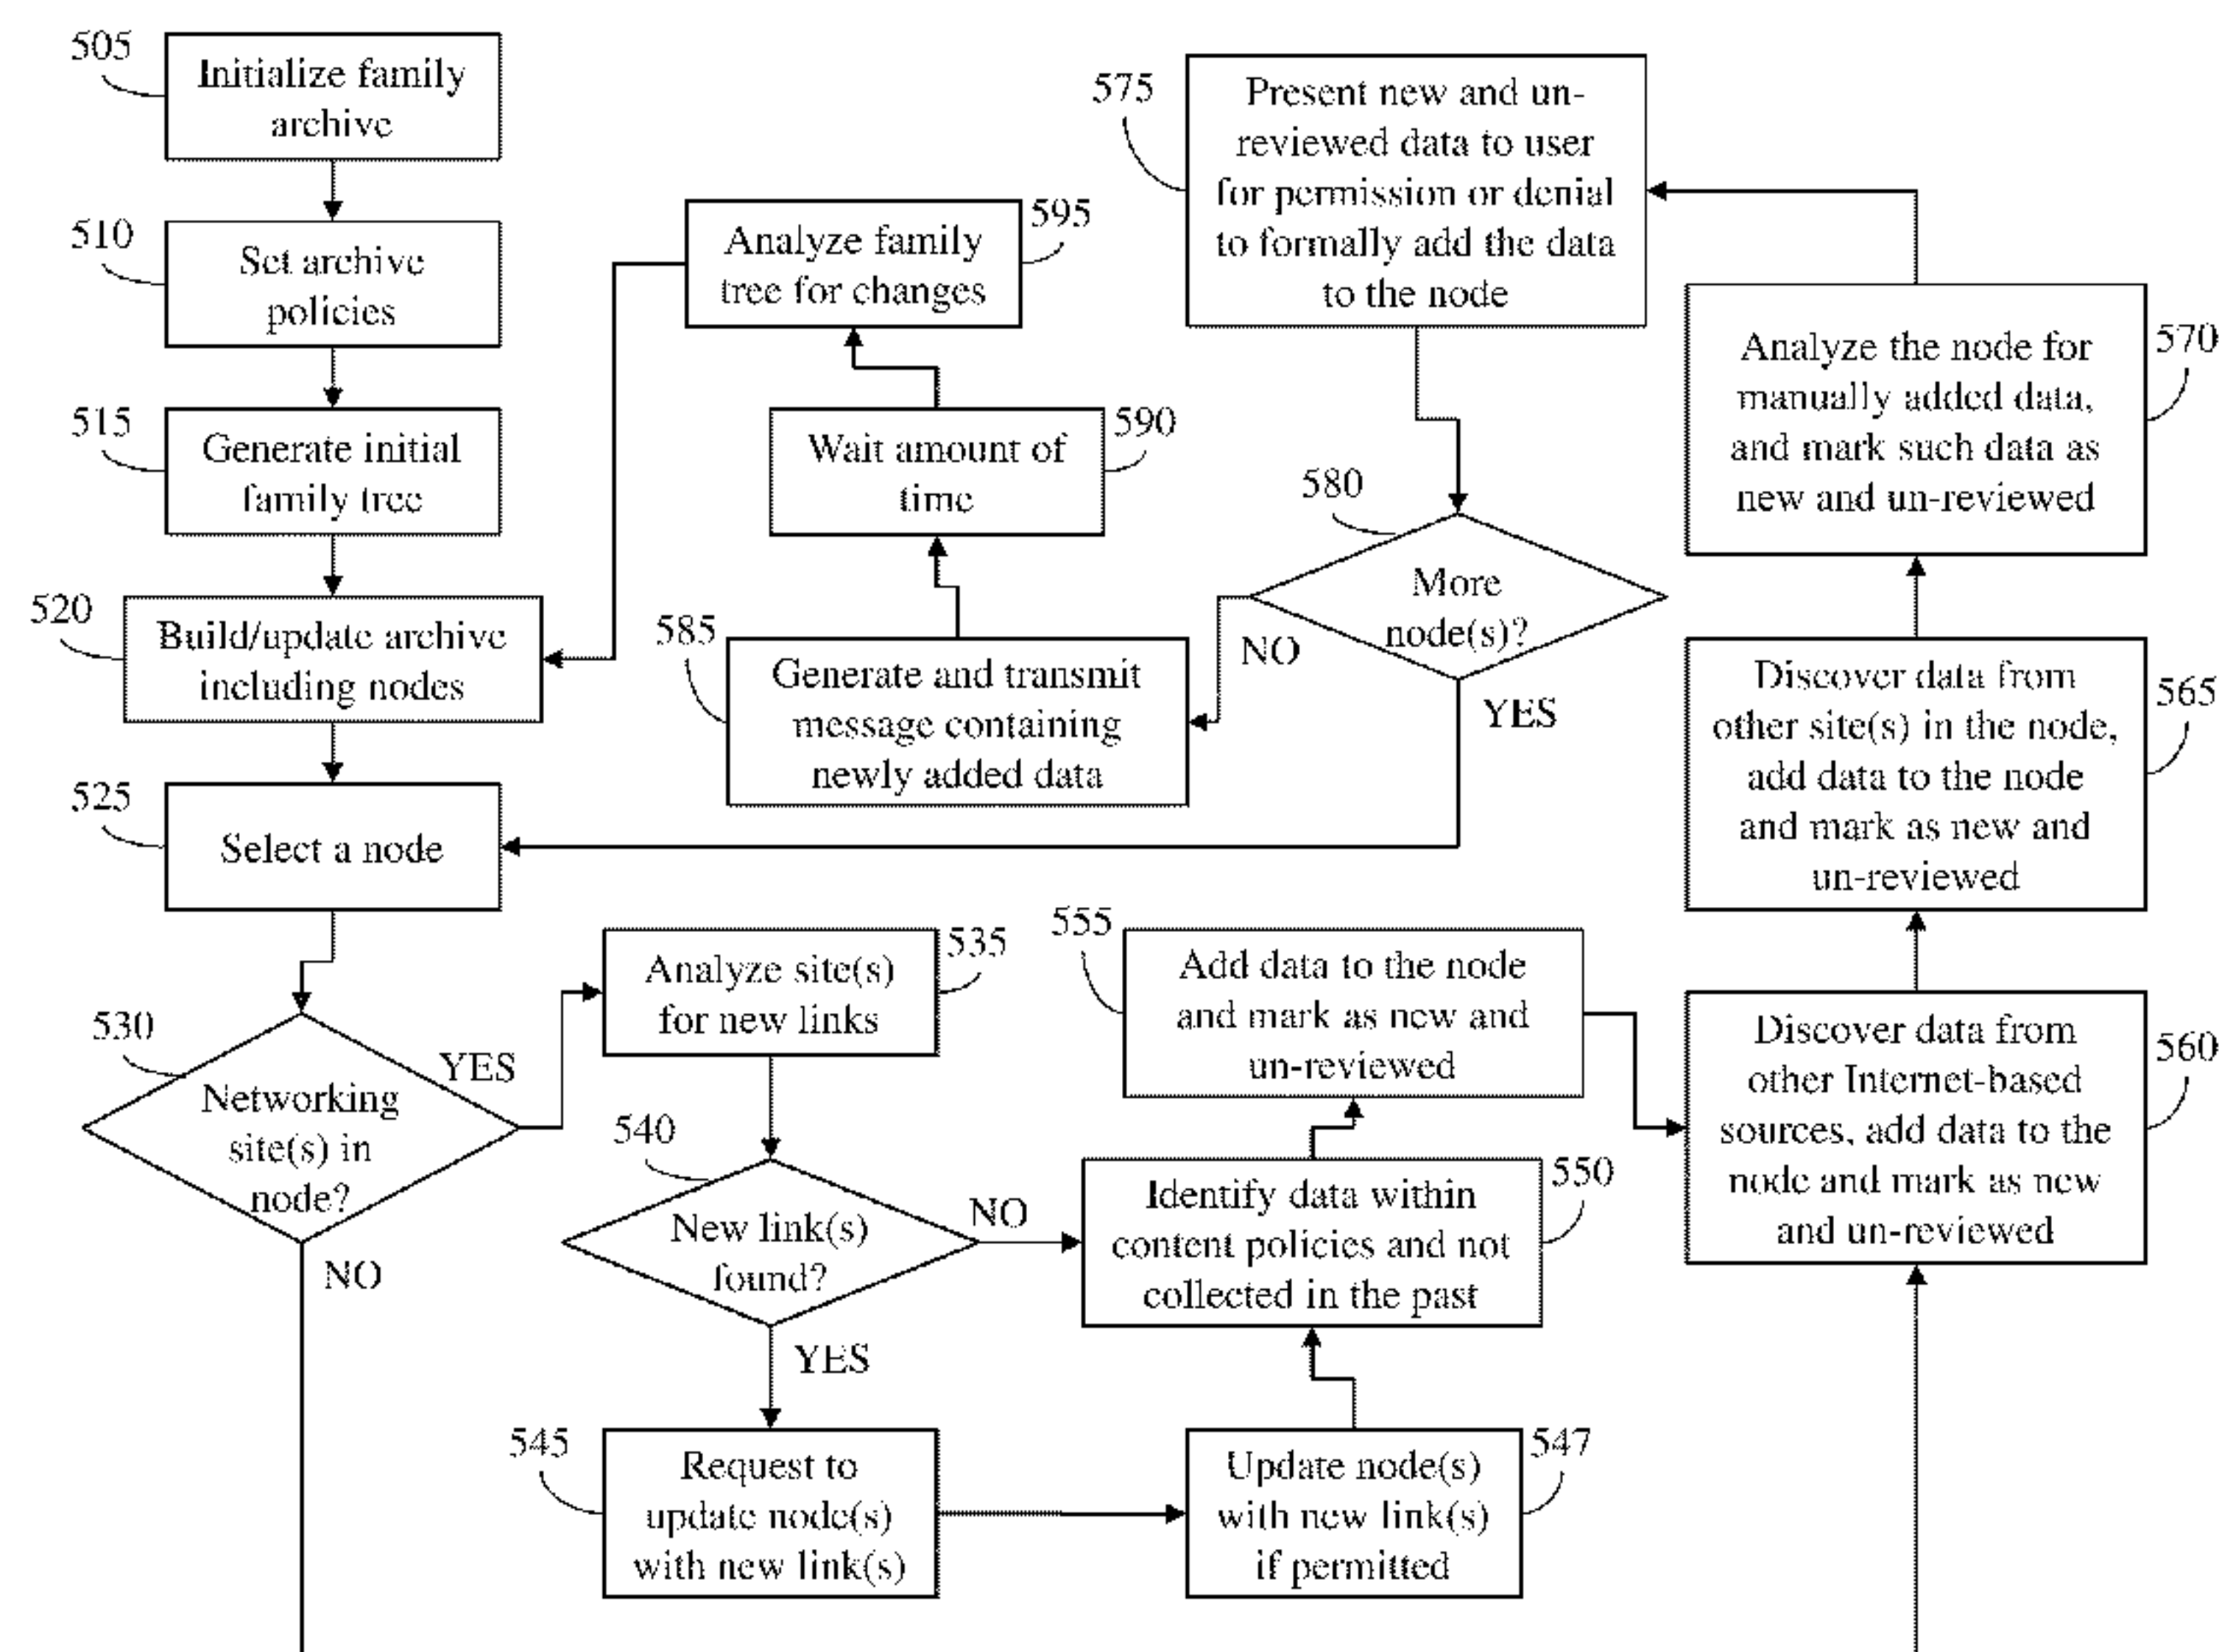 505
Initialize family
archive
510
Set archive
policies
515
Generate initial
family tree
520
Build/update archive
including nodes
525
Select a node
530
Networking
site(s) in
node?
YES
NO
535
Analyze site(s)
for new links
540
New link(s)
found?
NO
YES
545
Request to
update node(s)
with new link(s)
547
Update node(s)
with new link(s)
if permitted
550
Identify data within
content policies and not
collected in the past
555
Add data to the node
and mark as new and
un-reviewed
560
Discover data from
other Internet-based
sources, add data to the
node and mark as new
and un-reviewed
565
Discover data from
other site(s) in the node,
add data to the node
and mark as new and
un-reviewed
570
Analyze the node for
manually added data,
and mark such data as
new and un-reviewed
575
Present new and un-
reviewed data to user
for permission or denial
to formally add the data
to the node
580
More
node(s)?
NO
YES
585
Generate and transmit
message containing
newly added data
590
Wait amount of
time
595
Analyze family
tree for changes